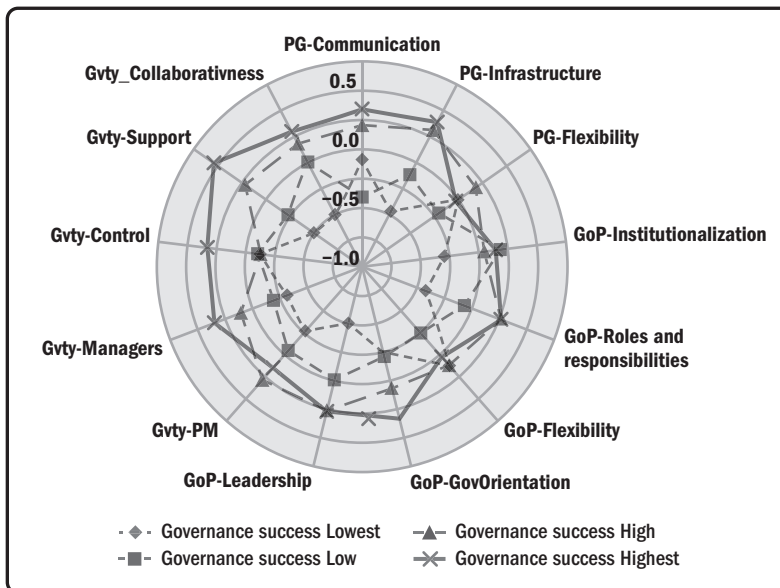 PG-Communication
Gvty_Collaborativness
PG-Infrastructure
0.5
Gvty-Support
PG-Flexibility
0.0
−0.5
Gvty-Control
GoP-Institutionalization
−1.0
Gvty-Managers
GoP-Roles and
responsibilities
Gvty-PM
GoP-Flexibility
GoP-Leadership
GoP-GovOrientation
Governance success Lowest
Governance success High
Governance success Low
Governance success Highest